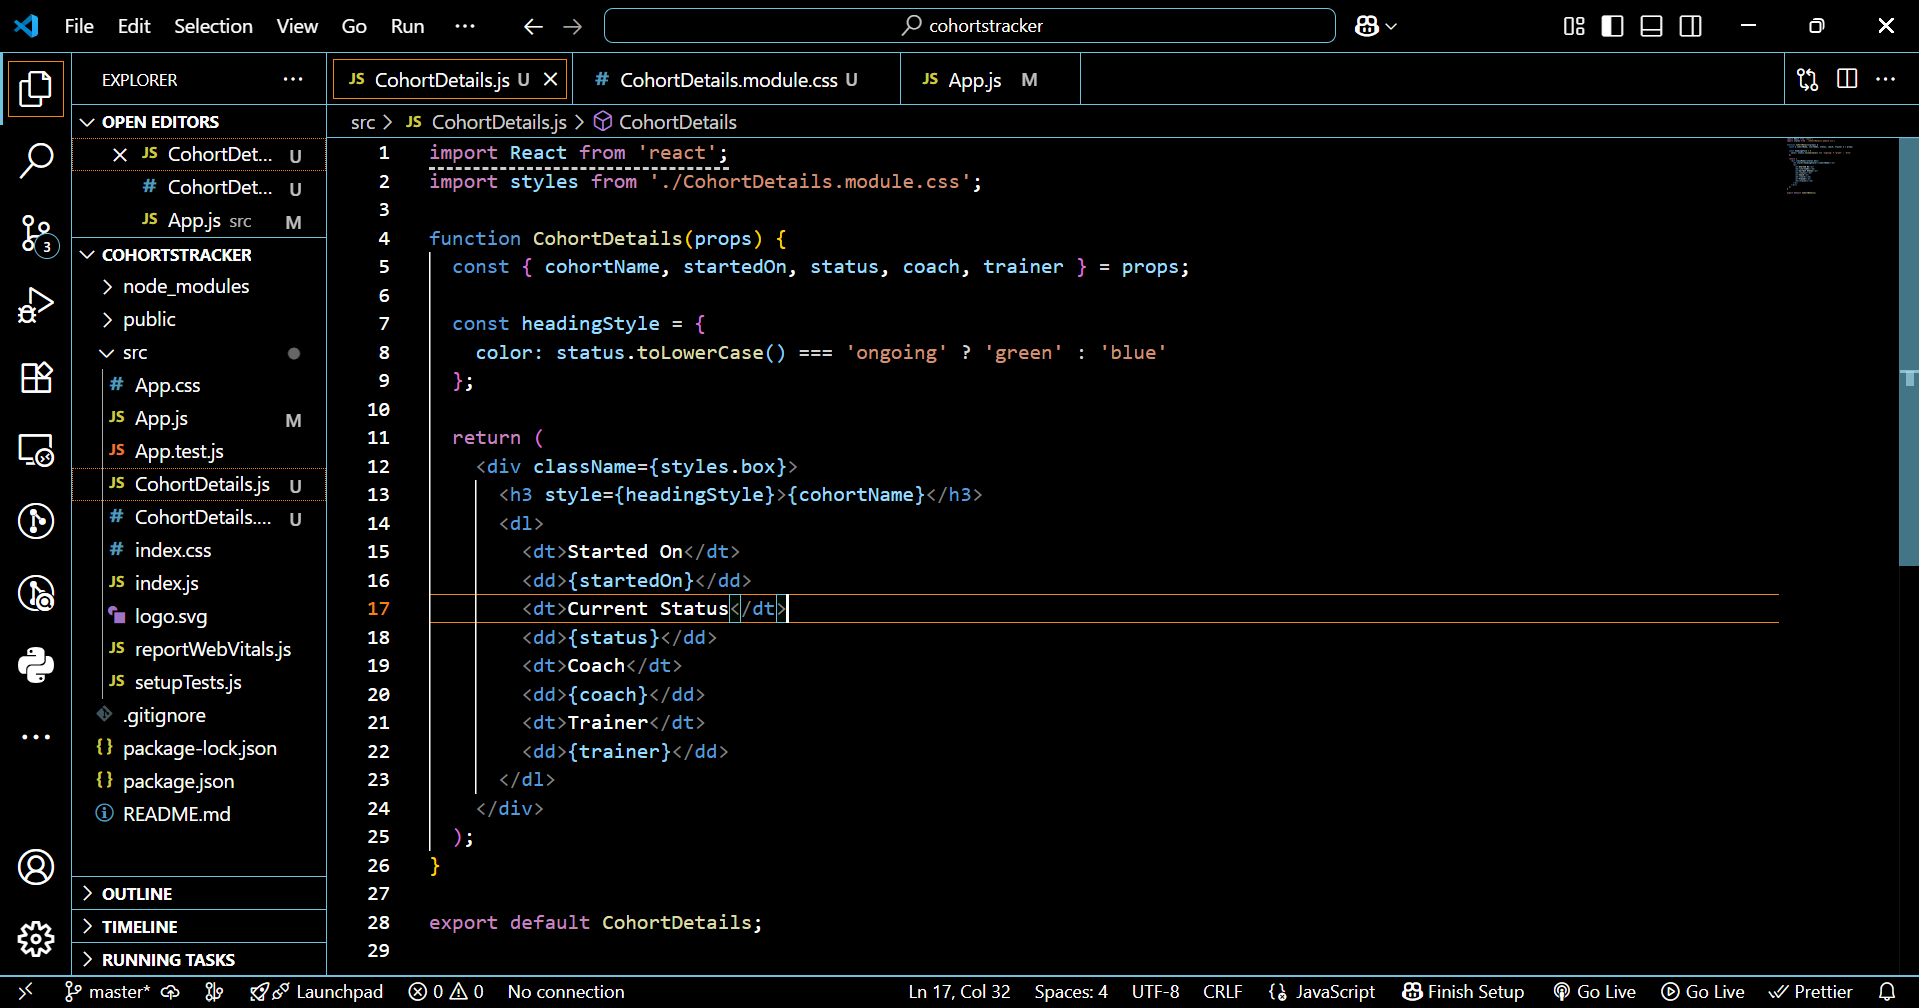 File Edit Selection View Go Run ··· cohortstracker
EXPLORER ···
JS CohortDetails.js U
# CohortDetails.module.css U
JS App.js M
OPEN EDITORS
JS CohortDet... U
# CohortDet... U
JS App.js src M
COHORTSTRACKER
node_modules
public
src
# App.css
JS App.js M
JS App.test.js
JS CohortDetails.js U
# CohortDetails.... U
# index.css
JS index.js
logo.svg
JS reportWebVitals.js
JS setupTests.js
.gitignore
{} package-lock.json
{} package.json
README.md
OUTLINE
TIMELINE
RUNNING TASKS
3
src > JS CohortDetails.js > CohortDetails
1 import React from 'react';
2 import styles from './CohortDetails.module.css';
3
4 function CohortDetails(props) {
5 const { cohortName, startedOn, status, coach, trainer } = props;
6
7 const headingStyle = {
8 color: status.toLowerCase() === 'ongoing' ? 'green' : 'blue'
9 };
10
11 return (
12 <div className={styles.box}>
13 <h3 style={headingStyle}>{cohortName}</h3>
14 <dl>
15 <dt>Started On</dt>
16 <dd>{startedOn}</dd>
17 <dt>Current Status</dt>
18 <dd>{status}</dd>
19 <dt>Coach</dt>
20 <dd>{coach}</dd>
21 <dt>Trainer</dt>
22 <dd>{trainer}</dd>
23 </dl>
24 </div>
25 );
26 }
27
28 export default CohortDetails;
29
master* Launchpad 0 0 No connection Ln 17, Col 32 Spaces: 4 UTF-8 CRLF {} JavaScript Finish Setup Go Live Go Live Prettier